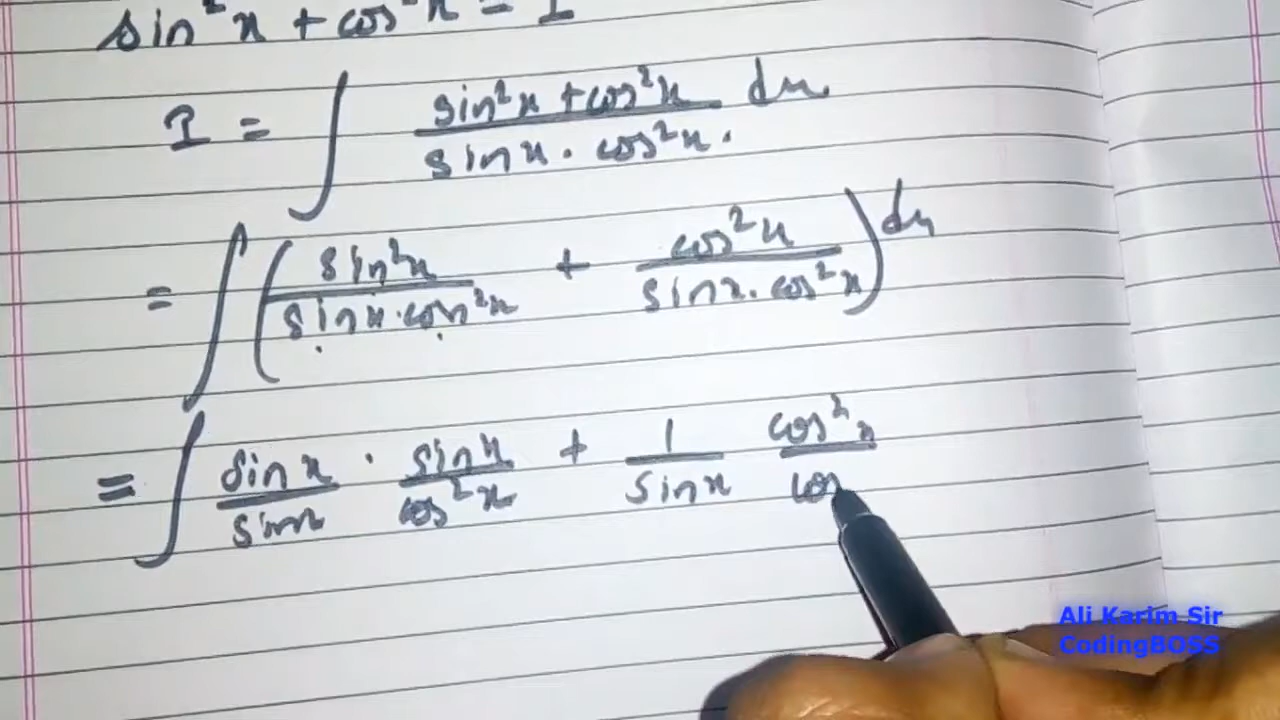 sin²x + cos²x = 1
I = ∫ sin²x + cos²x / sinx . cos²x . dx
= ∫ ( sin²x / sinx . cos²x + cos²x / sinx . cos²x ) dx
= ∫ sinx / sinx . sinx / cos²x + 1 / sinx cos²x / cos
Ali Karim Sir
CodingBOSS